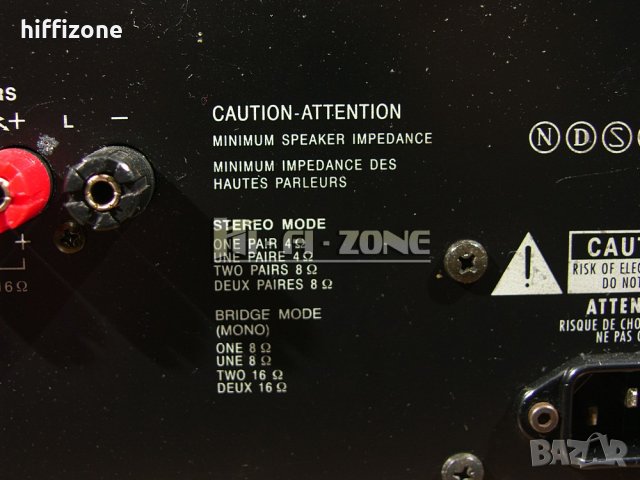 hiffizone
RS
+ L −
CAUTION-ATTENTION
MINIMUM SPEAKER IMPEDANCE
MINIMUM IMPEDANCE DES
HAUTES PARLEURS
N D S
STEREO MODE
HI-FI-ZONE
ONE PAIR 4Ω
UNE PAIRE 4Ω
TWO PAIRS 8Ω
DEUX PAIRES 8Ω
+
16Ω
BRIDGE MODE
(MONO)
ONE 8Ω
UNE 8Ω
TWO 16Ω
DEUX 16Ω
CAUT
RISK OF ELEC
DO NOT
ATTEN
RISQUE DE CHO
NE PAS
BAZAR